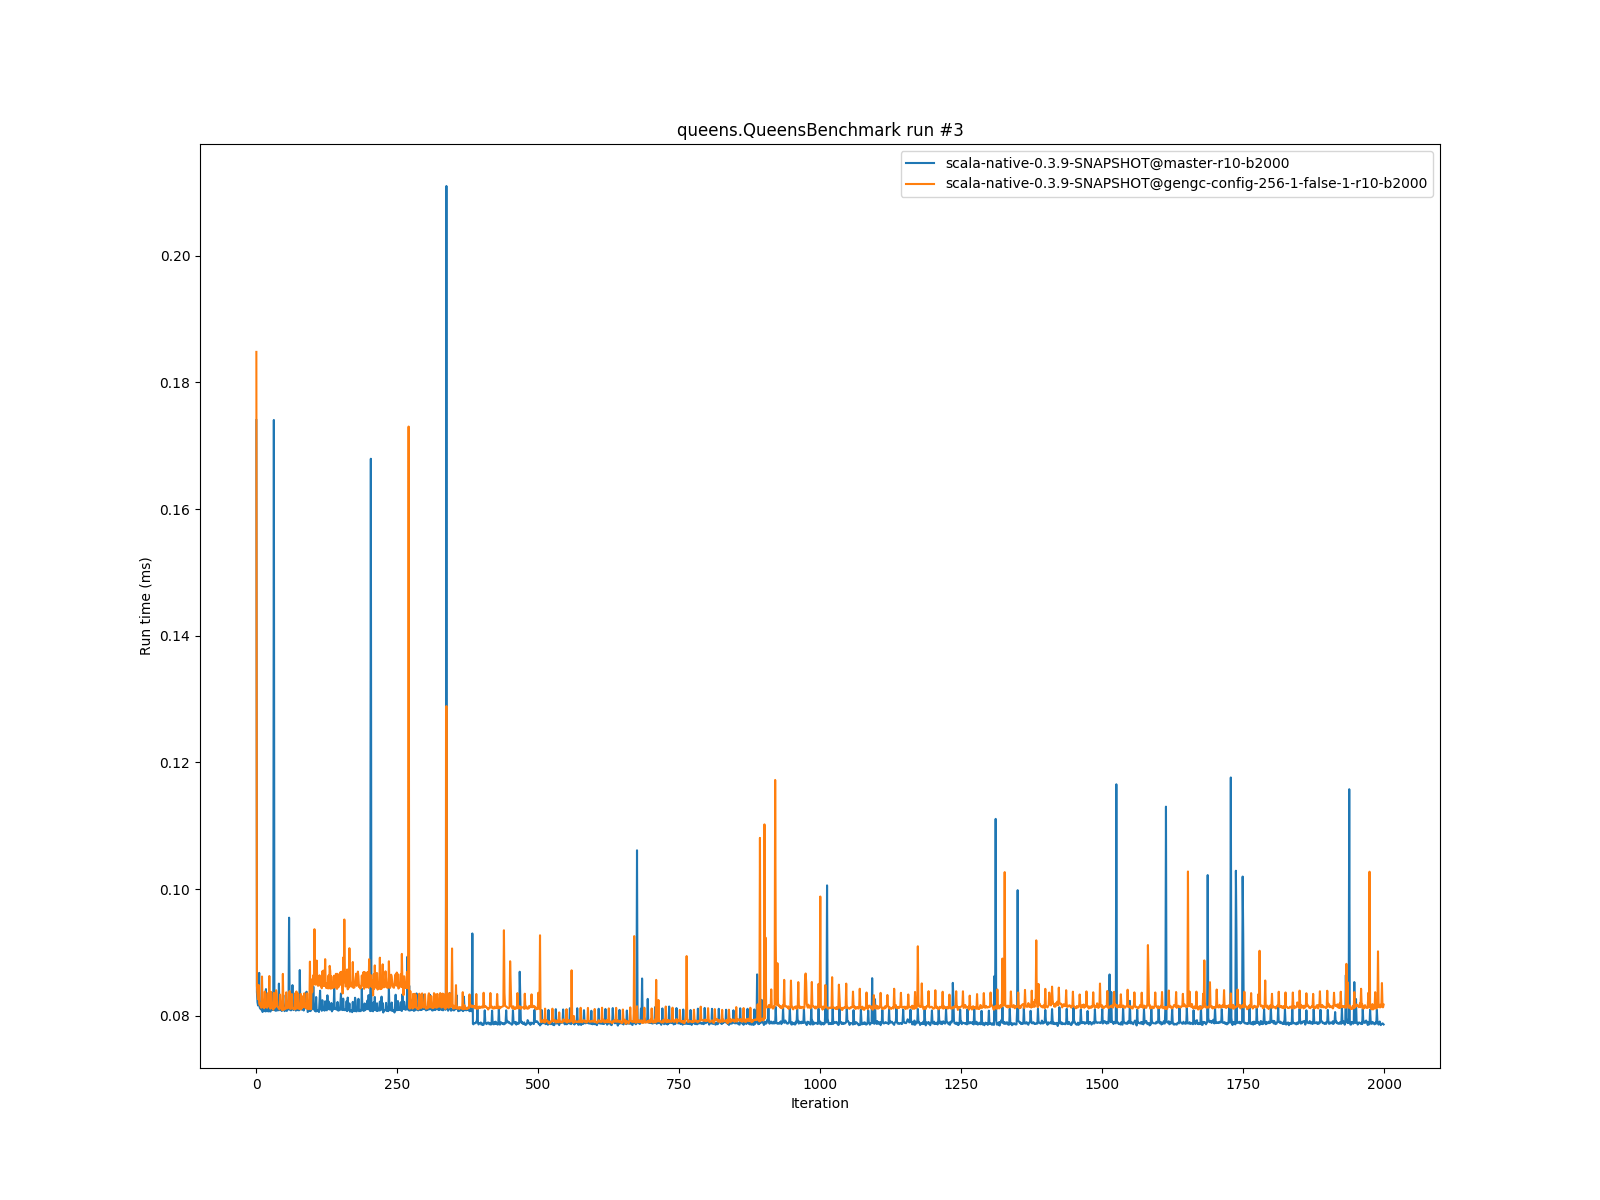 queens.QueensBenchmark run #3
scala-native-0.3.9-SNAPSHOT@master-r10-b2000
scala-native-0.3.9-SNAPSHOT@gengc-config-256-1-false-1-r10-b2000
Run time (ms)
0.20
0.18
0.16
0.14
0.12
0.10
0.08
0 250 500 750 1000 1250 1500 1750 2000
Iteration